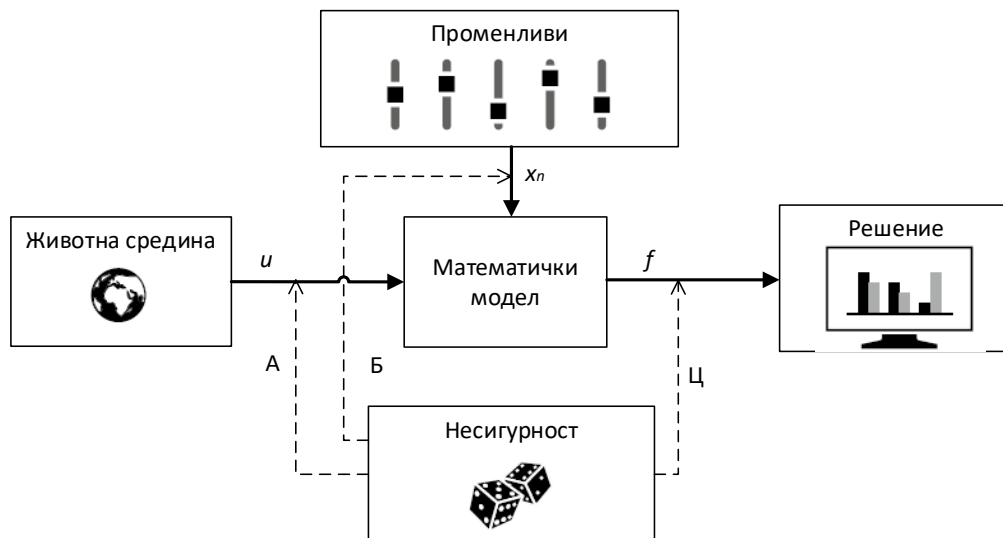 Променливи
xn
Животна средина
u
Математички
модел
f
Решение
А
Б
Ц
Несигурност